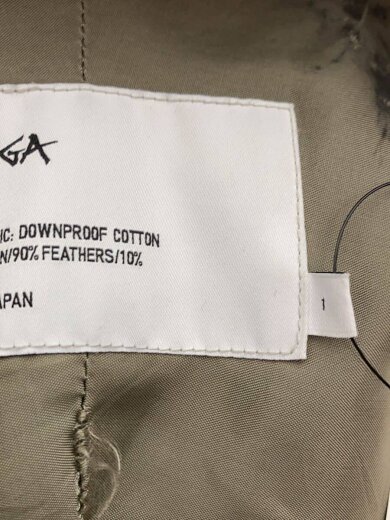 GA
IC: DOWNPROOF COTTON
N/90% FEATHERS/10%
APAN
1